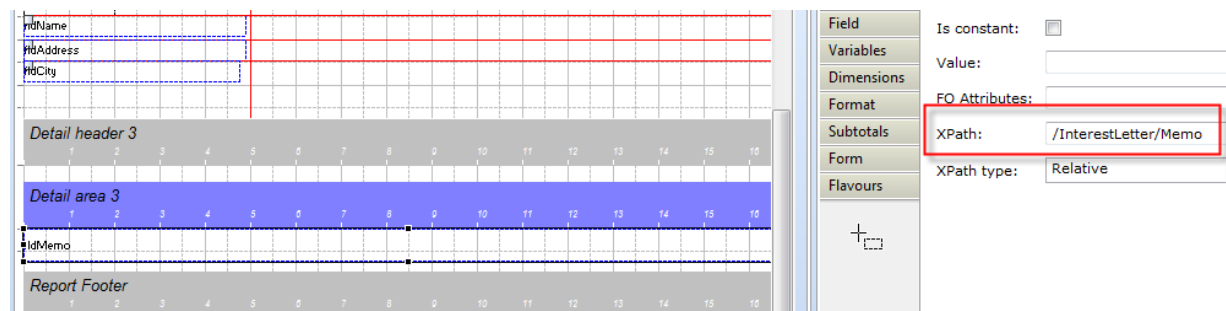 fldName
fldAddress
fldCity
Detail header 3
1 2 3 4 5 6 7 8 9 10 11 12 13 14 15 16
Detail area 3
1 2 3 4 5 6 7 8 9 10 11 12 13 14 15 16
ldMemo
Report Footer
1 2 3 4 5 6 7 8 9 10 11 12 13 14 15 16
Field
Variables
Dimensions
Format
Subtotals
Form
Flavours
Is constant:
Value:
FO Attributes:
XPath: /InterestLetter/Memo
XPath type: Relative